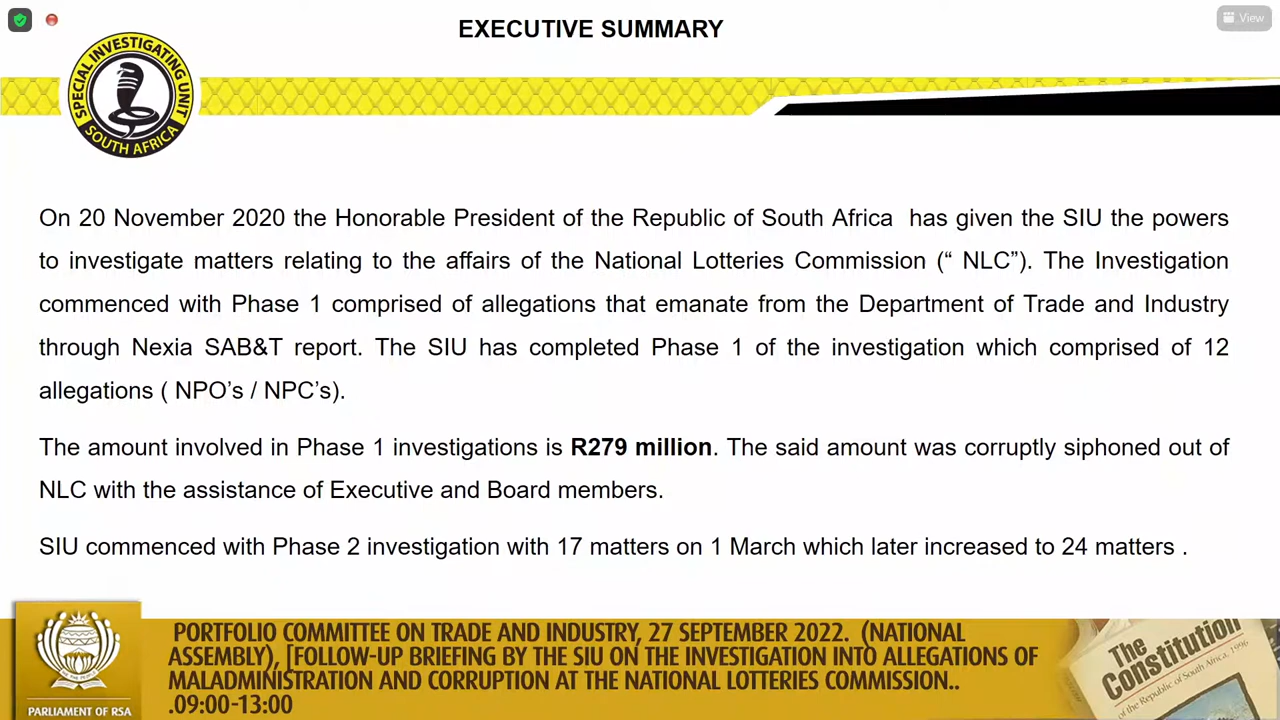 EXECUTIVE SUMMARY
View
SPECIAL INVESTIGATING UNIT
SOUTH AFRICA
On 20 November 2020 the Honorable President of the Republic of South Africa has given the SIU the powers
to investigate matters relating to the affairs of the National Lotteries Commission (“ NLC”). The Investigation
commenced with Phase 1 comprised of allegations that emanate from the Department of Trade and Industry
through Nexia SAB&T report. The SIU has completed Phase 1 of the investigation which comprised of 12
allegations ( NPO’s / NPC’s).
The amount involved in Phase 1 investigations is R279 million. The said amount was corruptly siphoned out of
NLC with the assistance of Executive and Board members.
SIU commenced with Phase 2 investigation with 17 matters on 1 March which later increased to 24 matters .
PORTFOLIO COMMITTEE ON TRADE AND INDUSTRY, 27 SEPTEMBER 2022. (NATIONAL
ASSEMBLY), [FOLLOW-UP BRIEFING BY THE SIU ON THE INVESTIGATION INTO ALLEGATIONS OF
MALADMINISTRATION AND CORRUPTION AT THE NATIONAL LOTTERIES COMMISSION..
.09:00-13:00
PARLIAMENT OF RSA
The
Constitution
of the Republic of South Africa, 1996